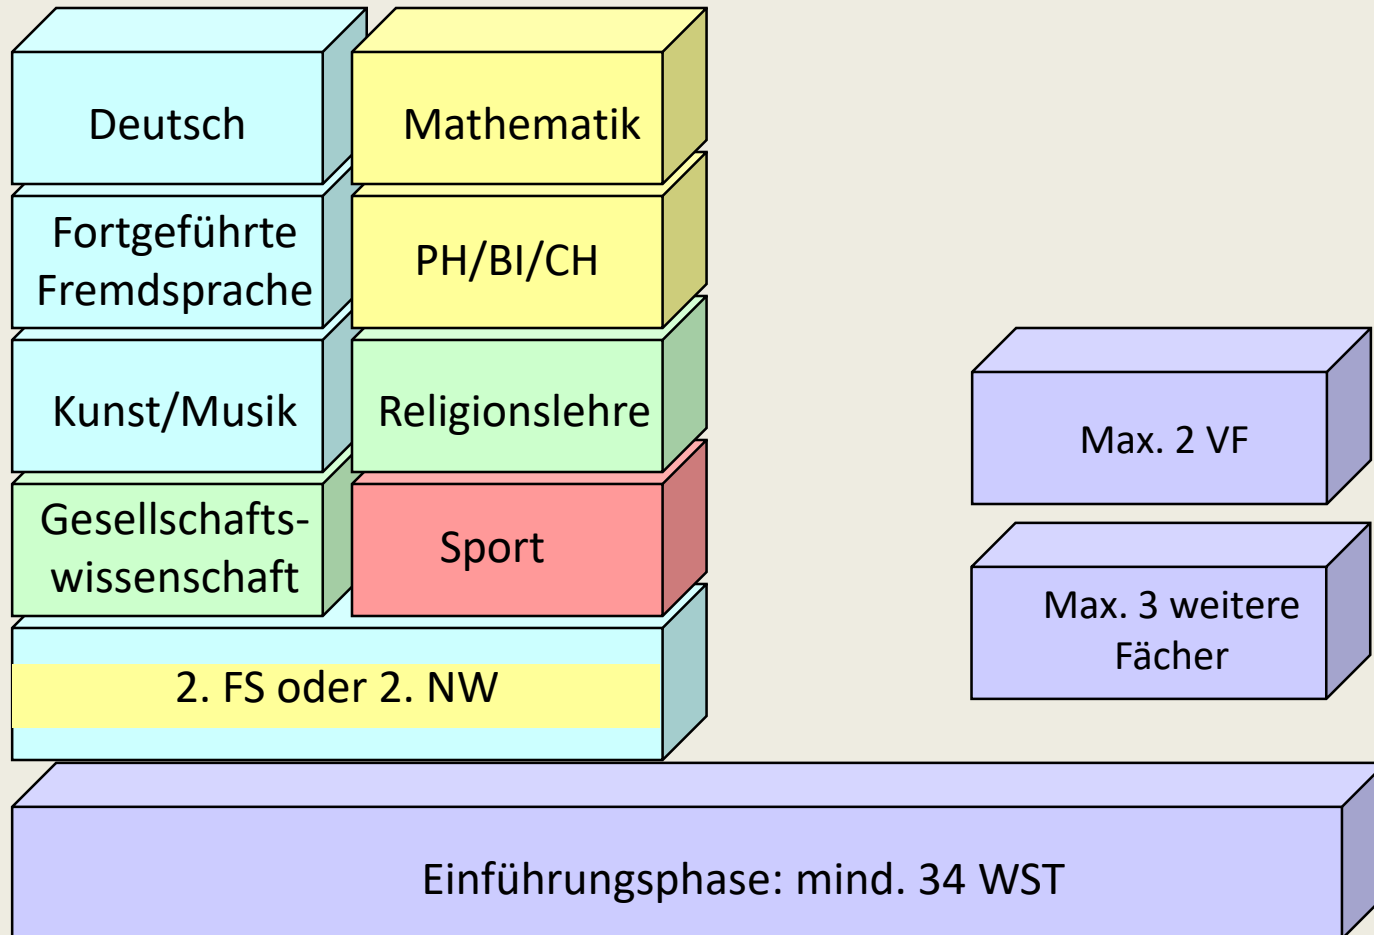 Deutsch
Mathematik
Fortgeführte
Fremdsprache
PH/BI/CH
Kunst/Musik
Religionslehre
Gesellschafts-
wissenschaft
Sport
2. FS oder 2. NW
Max. 2 VF
Max. 3 weitere
Fächer
Einführungsphase: mind. 34 WST